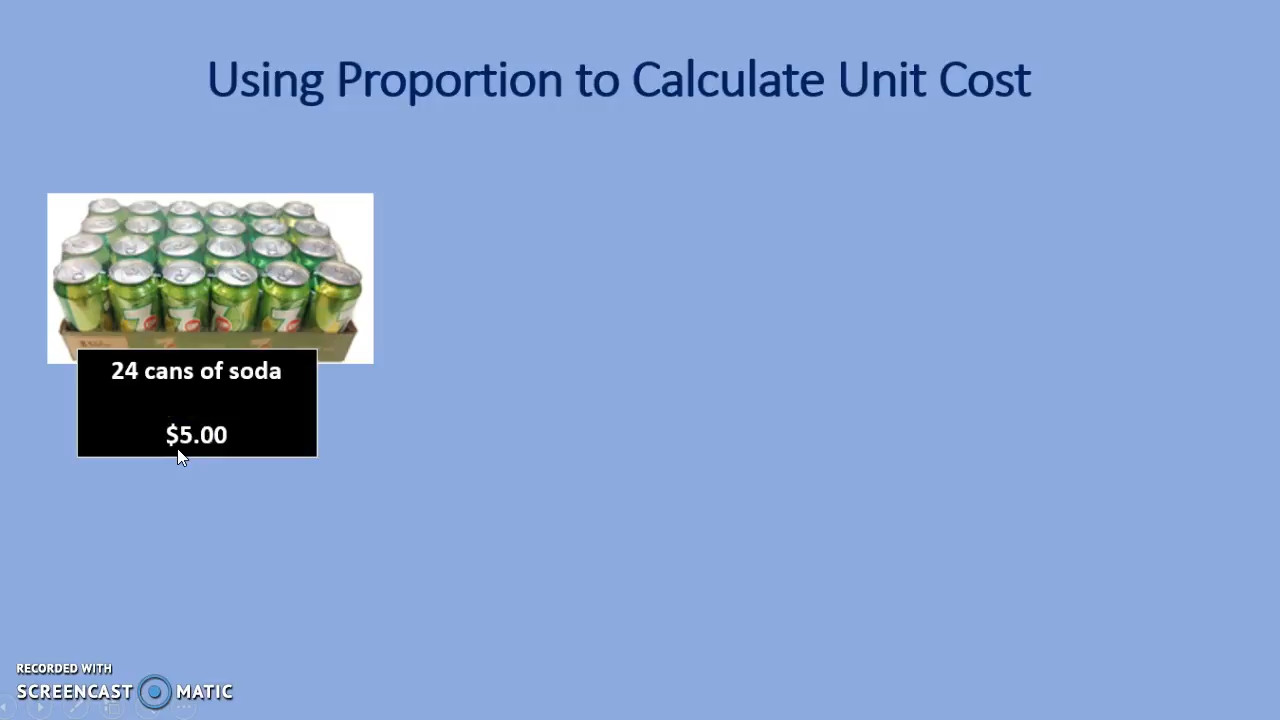 Using Proportion to Calculate Unit Cost
24 cans of soda
$5.00
RECORDED WITH
SCREENCAST MATIC